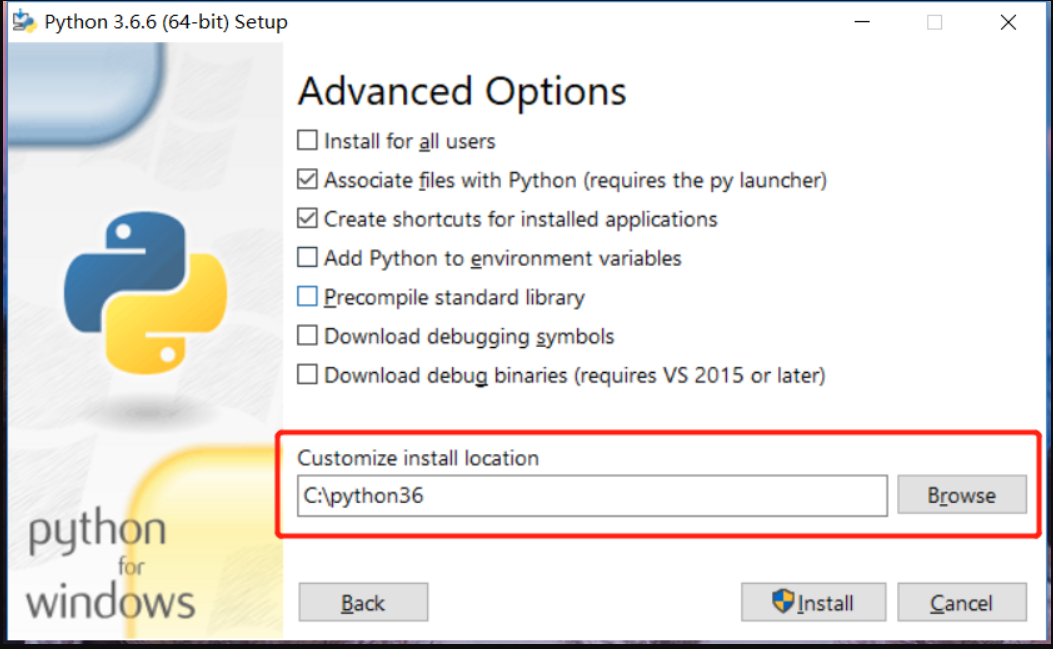 Python 3.6.6 (64-bit) Setup
Advanced Options
Install for all users
Associate files with Python (requires the py launcher)
Create shortcuts for installed applications
Add Python to environment variables
Precompile standard library
Download debugging symbols
Download debug binaries (requires VS 2015 or later)
Customize install location
C:\python36
Browse
python
for
windows
Back
Install
Cancel